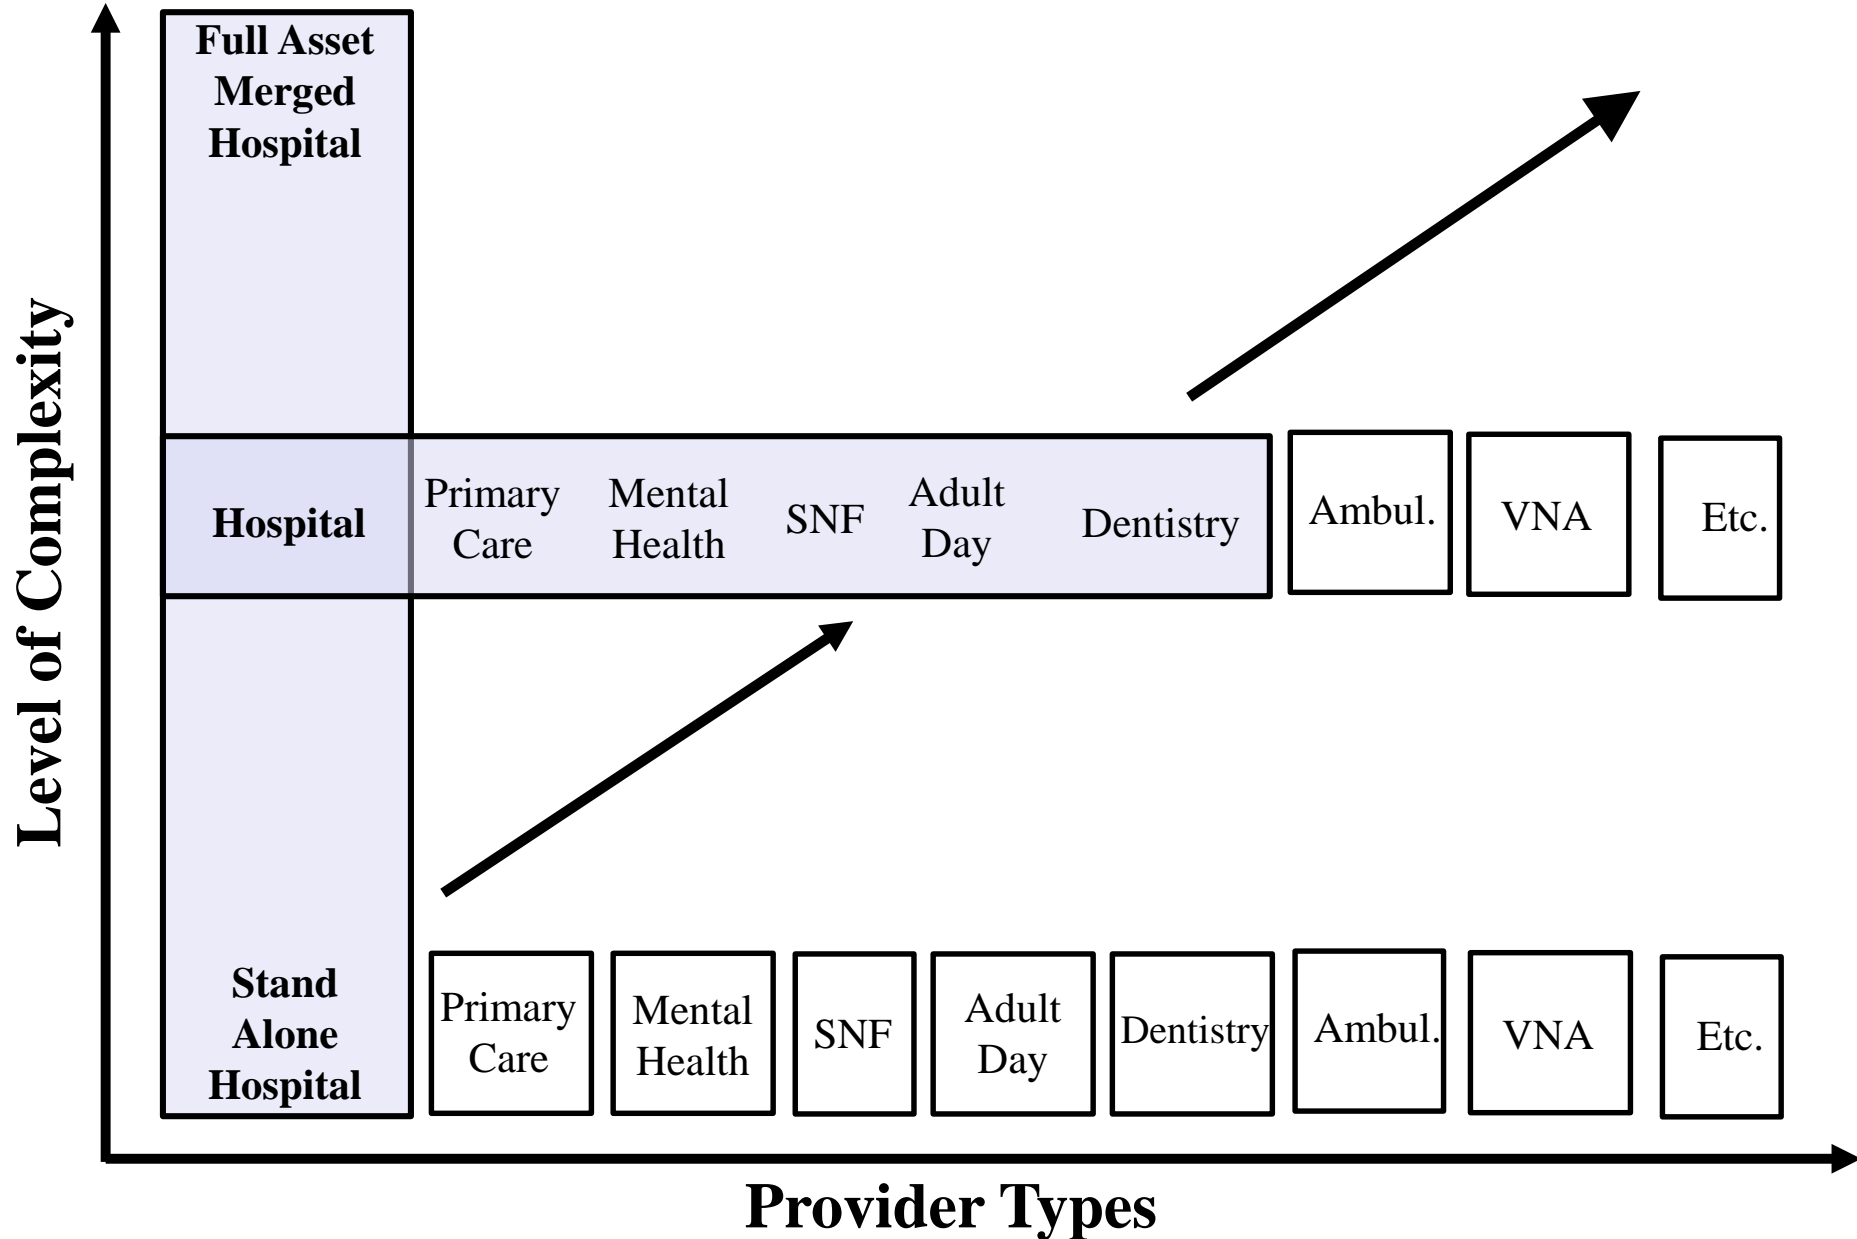 Full Asset
Merged
Hospital
Level of Complexity
Hospital
Primary
Care
Mental
Health
SNF
Adult
Day
Dentistry
Ambul.
VNA
Etc.
Stand
Alone
Hospital
Primary
Care
Mental
Health
SNF
Adult
Day
Dentistry
Ambul.
VNA
Etc.
Provider Types